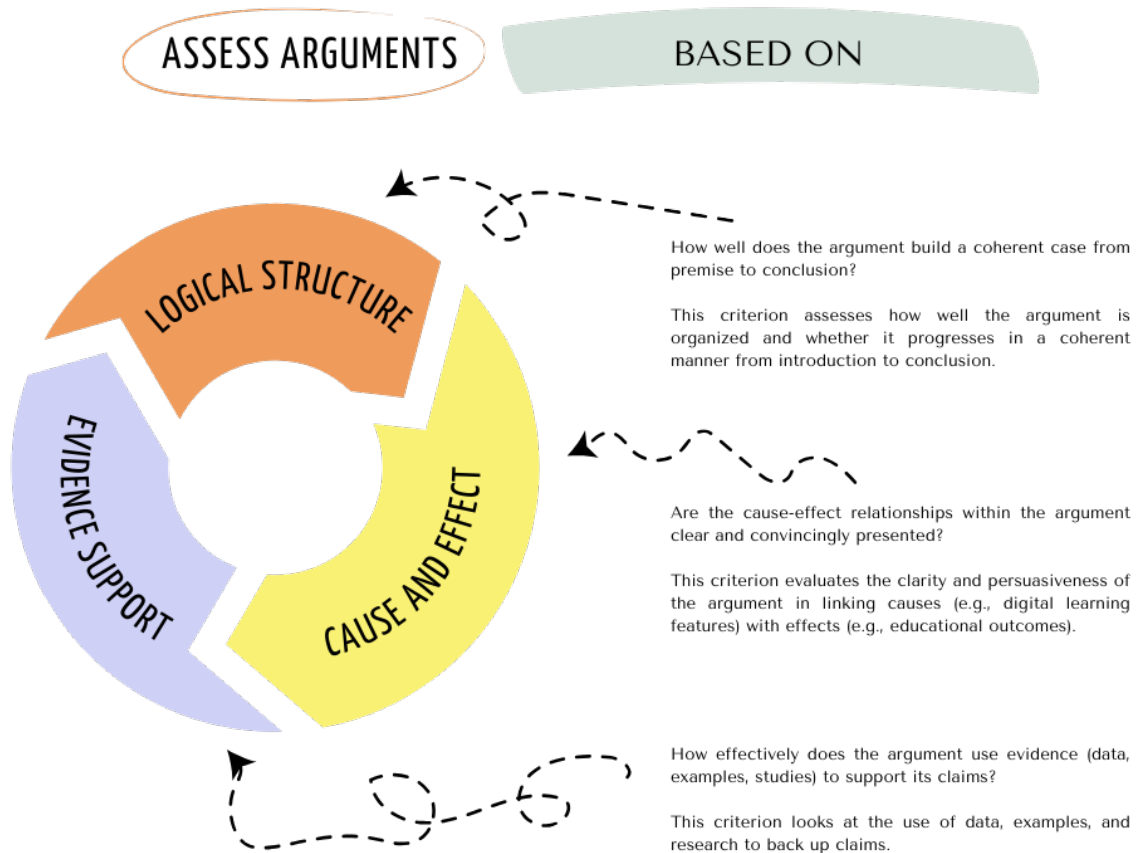 ASSESS ARGUMENTS
BASED ON
LOGICAL STRUCTURE
How well does the argument build a coherent case from
premise to conclusion?
This criterion assesses how well the argument is
organized and whether it progresses in a coherent
manner from introduction to conclusion.
CAUSE AND EFFECT
Are the cause-effect relationships within the argument
clear and convincingly presented?
This criterion evaluates the clarity and persuasiveness of
the argument in linking causes (e.g., digital learning
features) with effects (e.g., educational outcomes).
EVIDENCE SUPPORT
How effectively does the argument use evidence (data,
examples, studies) to support its claims?
This criterion looks at the use of data, examples, and
research to back up claims.